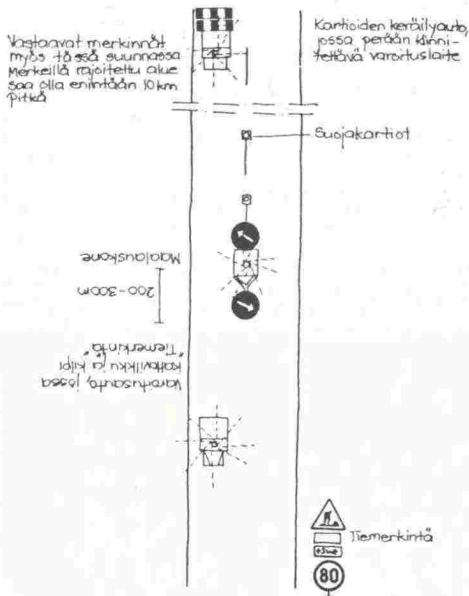 Vastaavat merkinnät
myös tässä suunnassa
Merkeillä rajoitettu alue
saa olla enintään 10 km
pitkä
Kartioiden keräilyauto,
jossa perään kiinni-
tettävä varoituslaite
Suojakartiot
Maalauskone
200-300m
Varoitusauto, jossa
kattovilkku ja kilpi
"Tiemerkintä"
Tiemerkintä
80